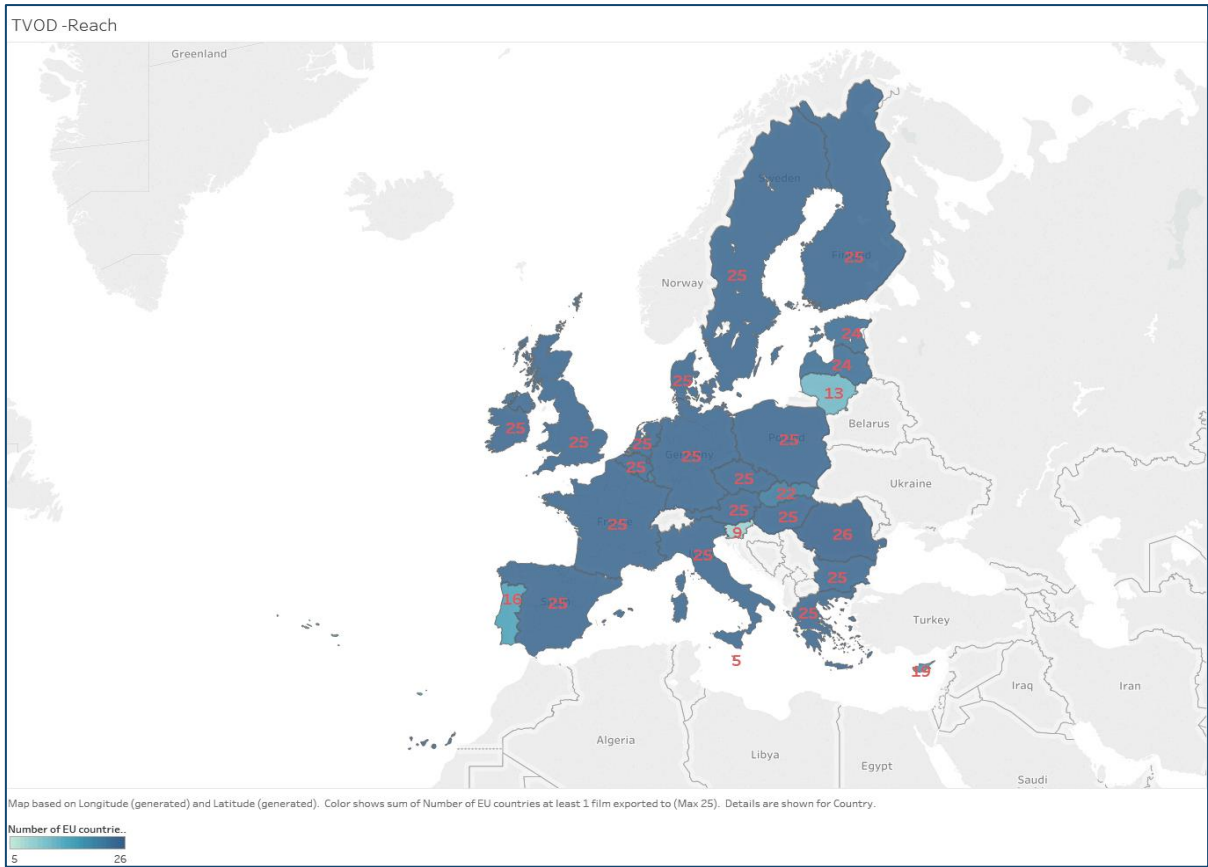 TVOD -Reach
Greenland
Sweden
25
25
Norway
24
24
25
13
Belarus
25
25
25
Poland
25
Germany
25
25
25
22
Ukraine
25
25
France
25
9
26
25
25
16
25
25
Turkey
5
19
Iraq
Iran
Algeria
Libya
Egypt
Saudi
Map based on Longitude (generated) and Latitude (generated). Color shows sum of Number of EU countries at least 1 film exported to (Max 25). Details are shown for Country.
Number of EU countrie..
5 26